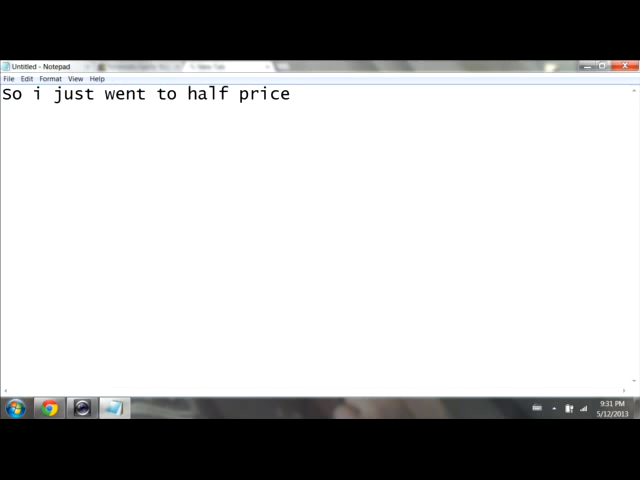 Untitled - Notepad
New Tab
File Edit Format View Help
So i just went to half price
9:31 PM
5/12/2013